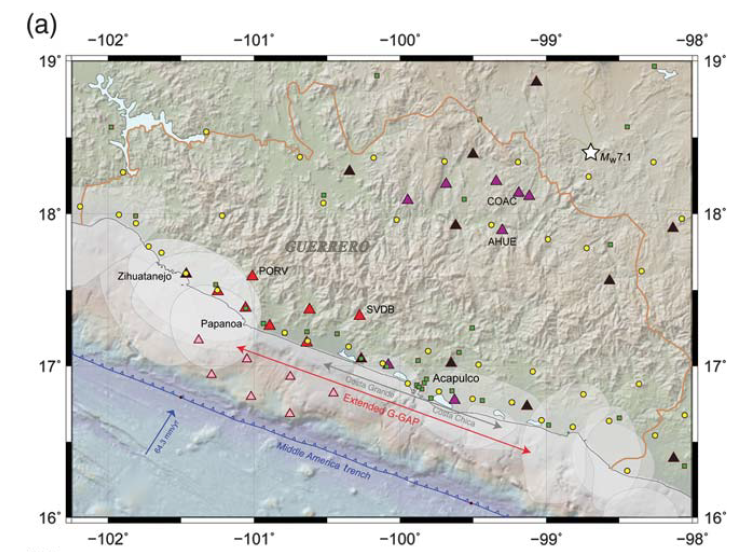 (a)
−102° −101° −100° −99° −98°
19° 19°
Mw7.1
COAC
18° 18°
GUERRERO
AHUE
Zihuatanejo
PORV
SVDB
Papanoa
17° 17°
Acapulco
Costa Grande
Costa Chica
Extended G-GAP
64.3 mm/yr
Middle America trench
16° 16°
−102° −101° −100° −99° −98°